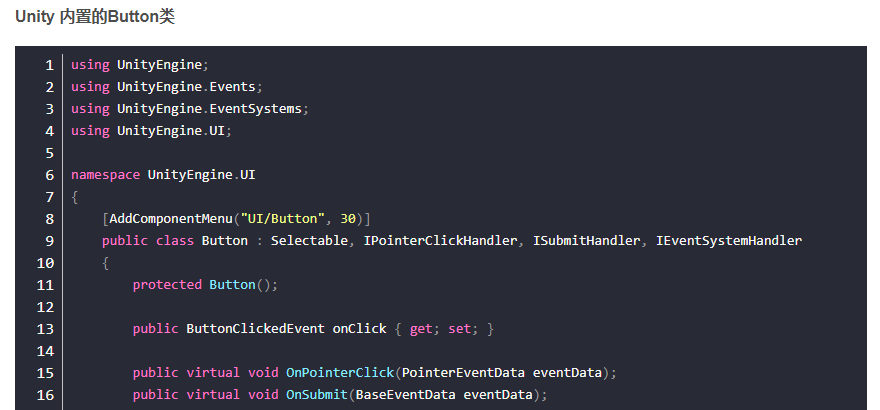 Unity 内置的Button类
1 using UnityEngine;
2 using UnityEngine.Events;
3 using UnityEngine.EventSystems;
4 using UnityEngine.UI;
5
6 namespace UnityEngine.UI
7 {
8     [AddComponentMenu("UI/Button", 30)]
9     public class Button : Selectable, IPointerClickHandler, ISubmitHandler, IEventSystemHandler
10     {
11         protected Button();
12
13         public ButtonClickedEvent onClick { get; set; }
14
15         public virtual void OnPointerClick(PointerEventData eventData);
16         public virtual void OnSubmit(BaseEventData eventData);